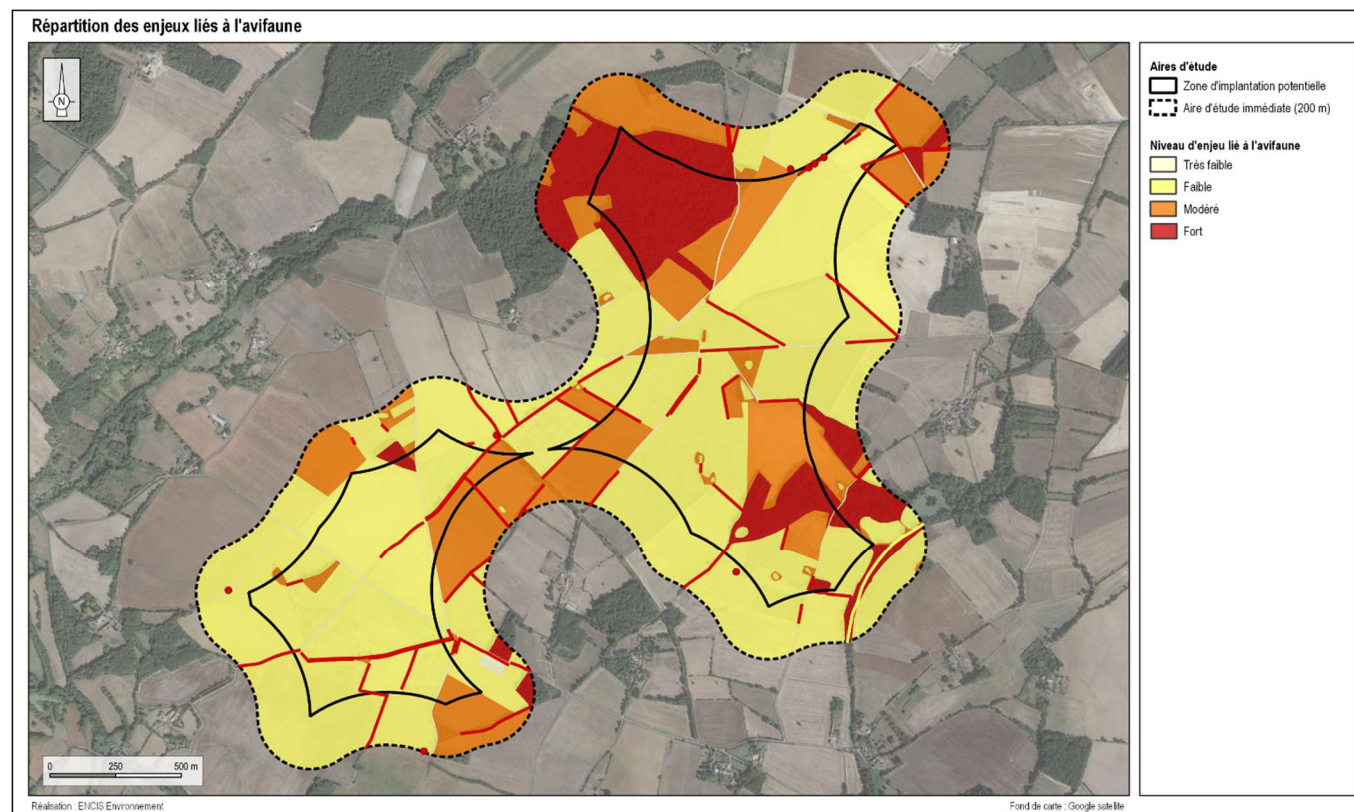 Répartition des enjeux liés à l'avifaune
N
Aires d'étude
Zone d'implantation potentielle
Aire d'étude immédiate (200 m)
Niveau d'enjeu lié à l'avifaune
Très faible
Faible
Modéré
Fort
0 250 500 m
Réalisation : ENCIS Environnement
Fond de carte : Google satellite